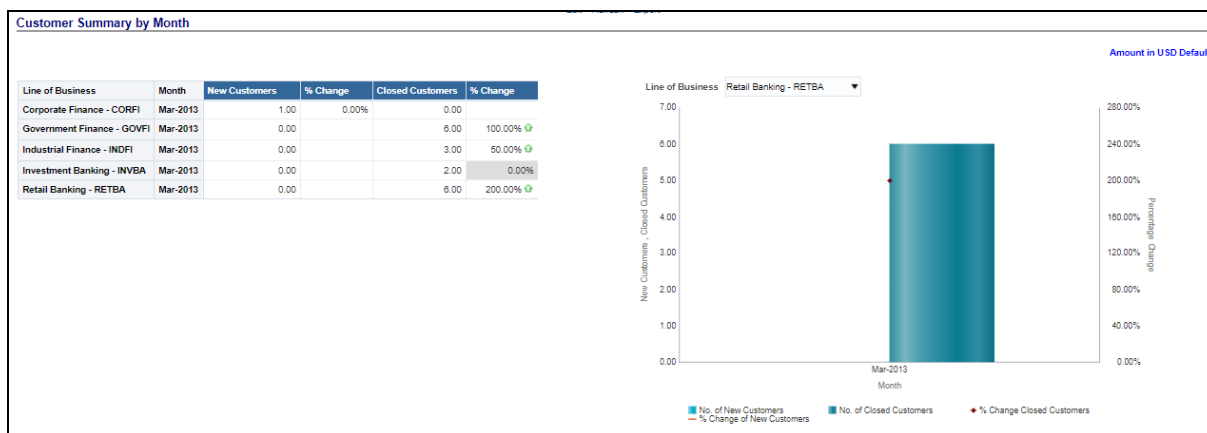 Customer Summary by Month
Amount in USD Defaul
Line of Business Month New Customers % Change Closed Customers % Change
Corporate Finance - CORFI Mar-2013 1.00 0.00% 0.00
Government Finance - GOVFI Mar-2013 0.00 6.00 100.00%
Industrial Finance - INDFI Mar-2013 0.00 3.00 50.00%
Investment Banking - INVBA Mar-2013 0.00 2.00 0.00%
Retail Banking - RETBA Mar-2013 0.00 6.00 200.00%
Line of Business Retail Banking - RETBA
7.00
6.00
5.00
4.00
3.00
2.00
1.00
0.00
New Customers , Closed Customers
280.00%
240.00%
200.00%
160.00%
120.00%
80.00%
40.00%
0.00%
Percentage Change
Mar-2013
Month
No. of New Customers No. of Closed Customers % Change Closed Customers
% Change of New Customers